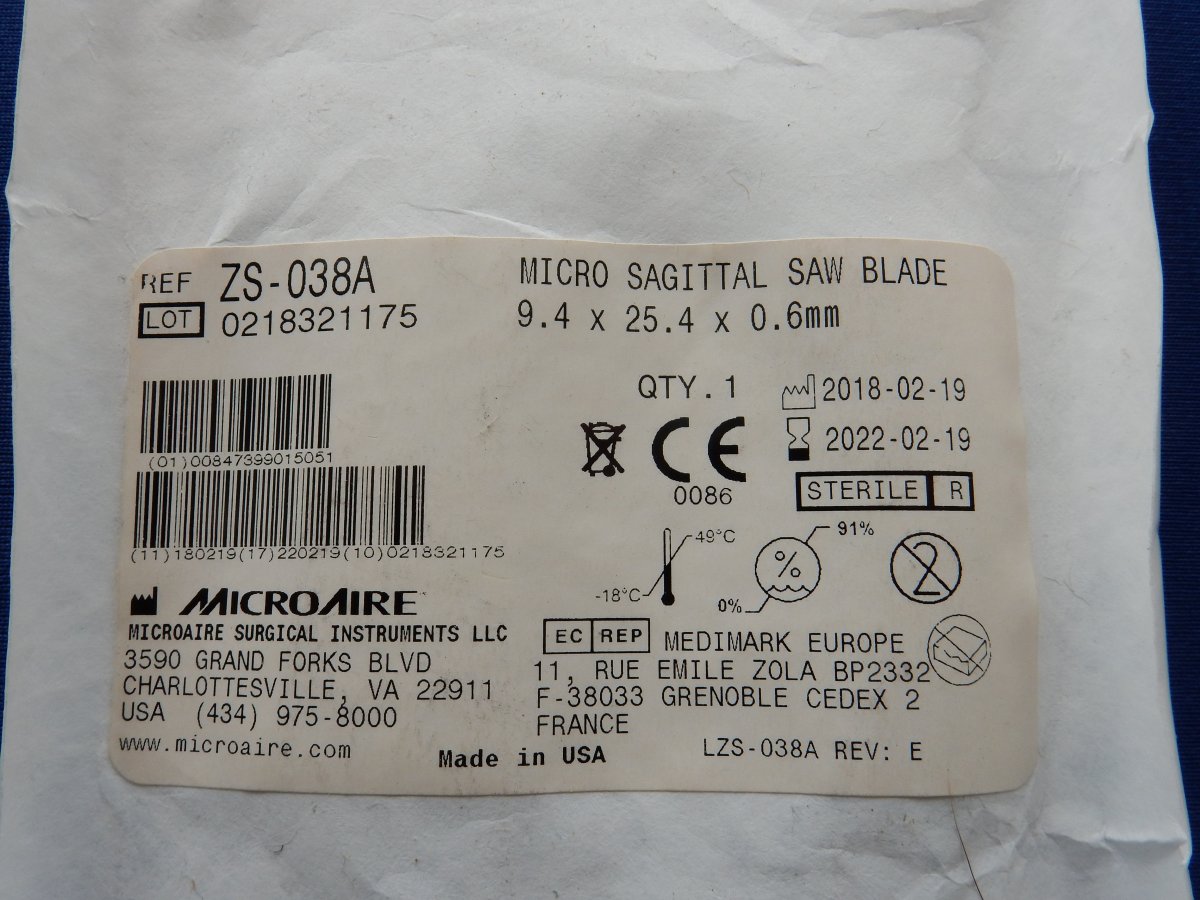 REF ZS-038A
LOT 0218321175
MICRO SAGITTAL SAW BLADE
9.4 x 25.4 x 0.6mm
(01)00847399015051
(11)180219(17)220219(10)0218321175
QTY. 1
2018-02-19
2022-02-19
CE
0086
STERILE R
49°C
-18°C
91%
%
0%
2
MICROAIRE
MICROAIRE SURGICAL INSTRUMENTS LLC
3590 GRAND FORKS BLVD
CHARLOTTESVILLE, VA 22911
USA (434) 975-8000
www.microaire.com
EC REP MEDIMARK EUROPE
11, RUE EMILE ZOLA BP2332
F-38033 GRENOBLE CEDEX 2
FRANCE
Made in USA
LZS-038A REV: E